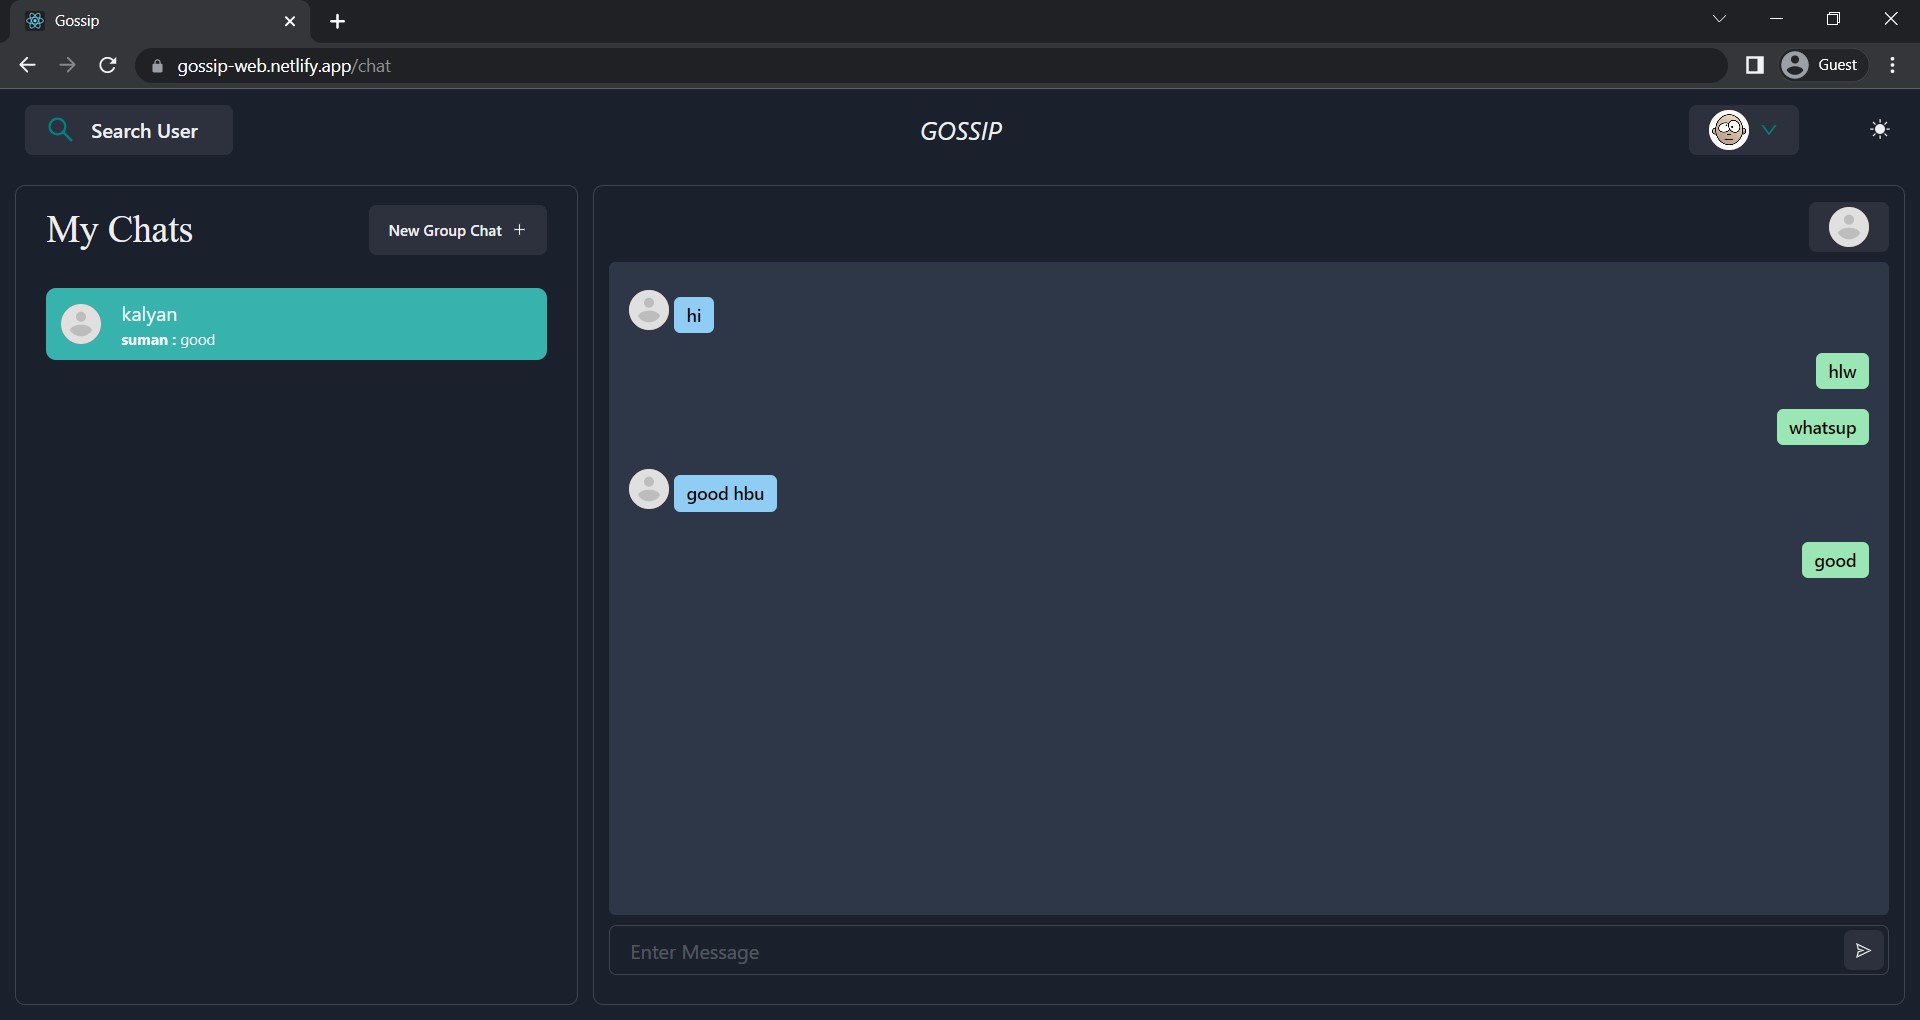 Gossip
gossip-web.netlify.app/chat
Guest
Search User
GOSSIP
My Chats
New Group Chat +
kalyan
suman : good
hi
hlw
whatsup
good hbu
good
Enter Message